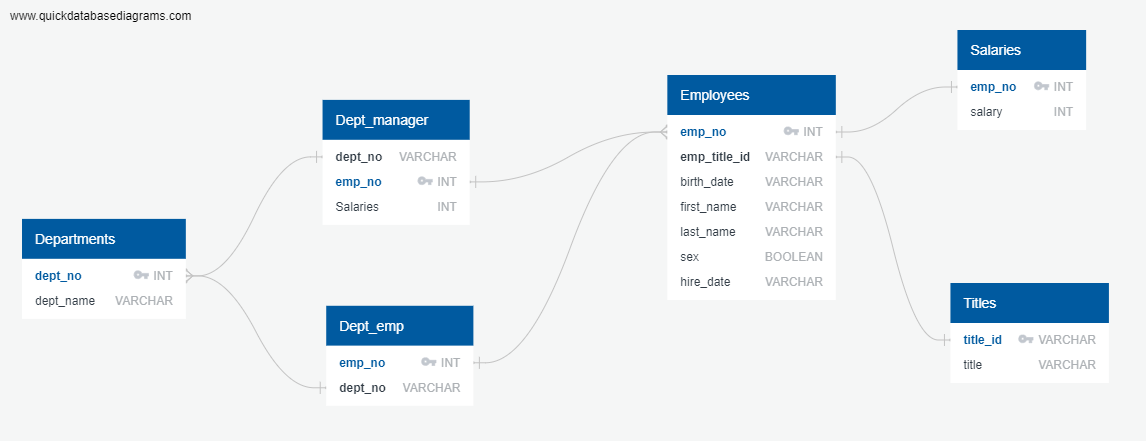 www.quickdatabasediagrams.com
Departments
dept_no INT
dept_name VARCHAR
Dept_manager
dept_no VARCHAR
emp_no INT
Salaries INT
Dept_emp
emp_no INT
dept_no VARCHAR
Employees
emp_no INT
emp_title_id VARCHAR
birth_date VARCHAR
first_name VARCHAR
last_name VARCHAR
sex BOOLEAN
hire_date VARCHAR
Salaries
emp_no INT
salary INT
Titles
title_id VARCHAR
title VARCHAR